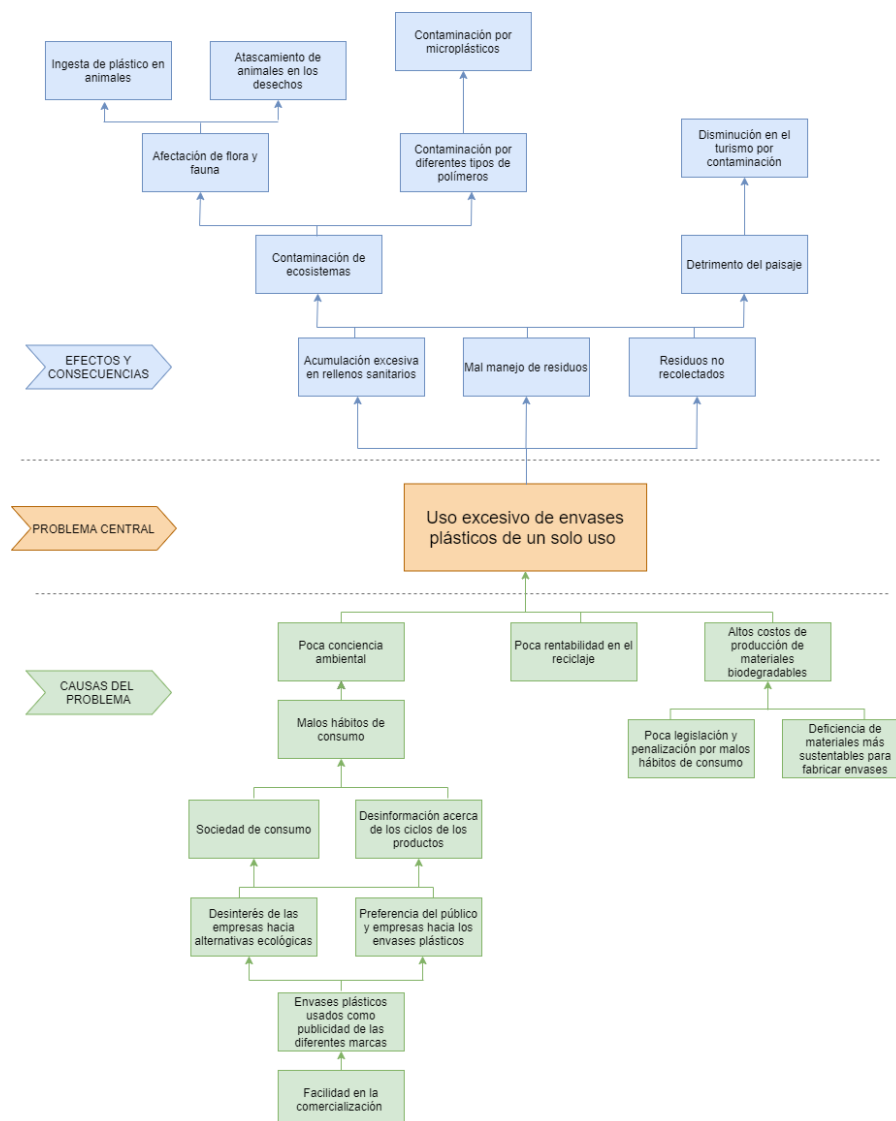 Ingesta de plástico en
animales
Atascamiento de
animales en los
desechos
Contaminación por
microplásticos
Afectación de flora y
fauna
Contaminación por
diferentes tipos de
polímeros
Disminución en el
turismo por
contaminación
Contaminación de
ecosistemas
Detrimento del paisaje
EFECTOS Y
CONSECUENCIAS
Acumulación excesiva
en rellenos sanitarios
Mal manejo de residuos
Residuos no
recolectados
PROBLEMA CENTRAL
Uso excesivo de envases
plásticos de un solo uso
CAUSAS DEL
PROBLEMA
Poca conciencia
ambiental
Poca rentabilidad en el
reciclaje
Altos costos de
producción de
materiales
biodegradables
Malos hábitos de
consumo
Poca legislación y
penalización por malos
hábitos de consumo
Deficiencia de
materiales más
sustentables para
fabricar envases
Sociedad de consumo
Desinformación acerca
de los ciclos de los
productos
Desinterés de las
empresas hacia
alternativas ecológicas
Preferencia del público
y empresas hacia los
envases plásticos
Envases plásticos
usados como
publicidad de las
diferentes marcas
Facilidad en la
comercialización